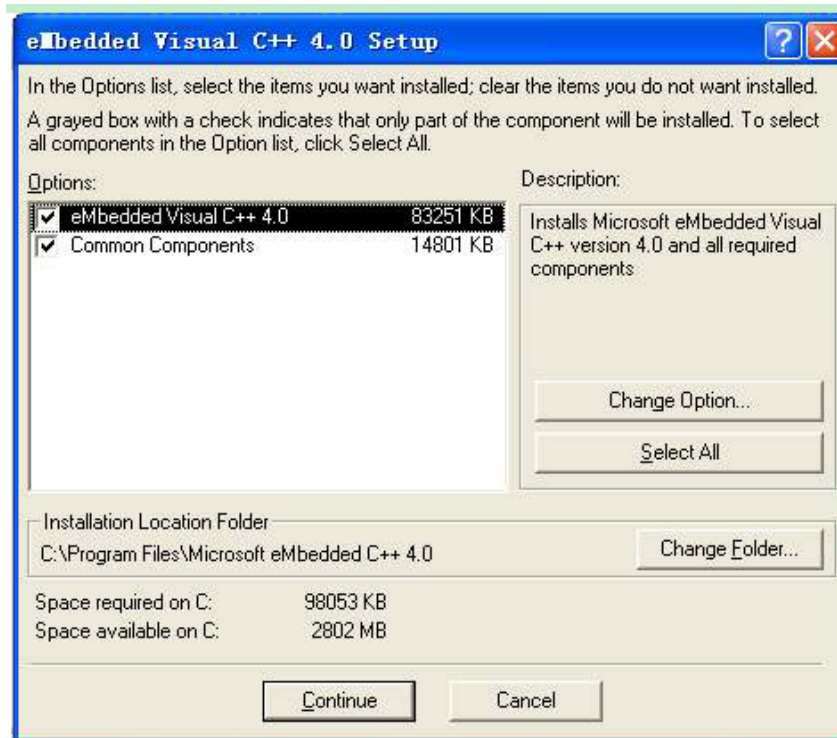 eMbedded Visual C++ 4.0 Setup
In the Options list, select the items you want installed; clear the items you do not want installed.
A grayed box with a check indicates that only part of the component will be installed. To select
all components in the Option list, click Select All.
Options:
eMbedded Visual C++ 4.0 83251 KB
Common Components 14801 KB
Description:
Installs Microsoft eMbedded Visual
C++ version 4.0 and all required
components
Change Option...
Select All
Installation Location Folder
C:\Program Files\Microsoft eMbedded C++ 4.0
Change Folder...
Space required on C: 98053 KB
Space available on C: 2802 MB
Continue
Cancel